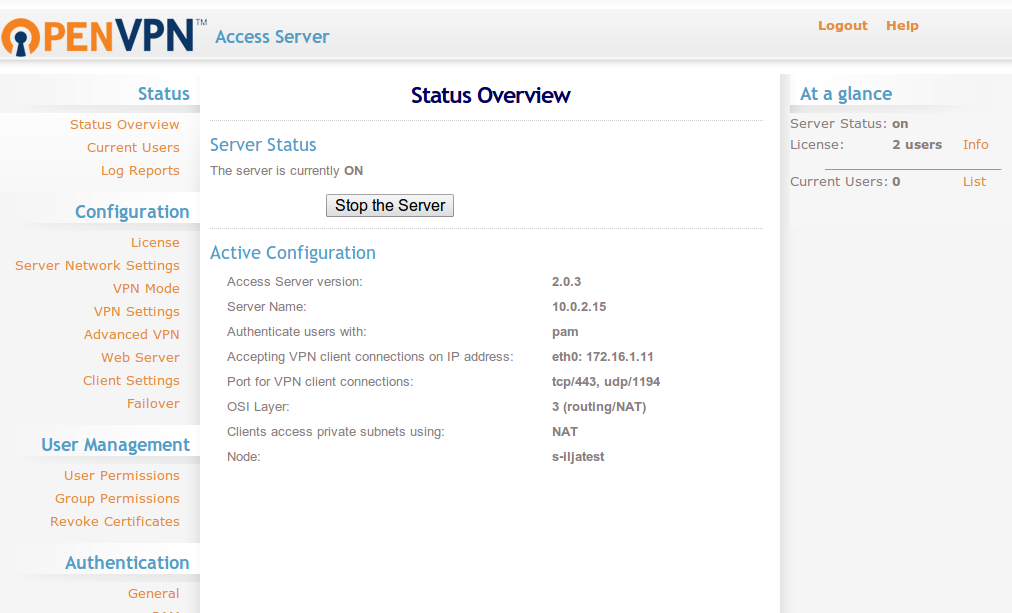 OPENVPN™ Access Server
Logout Help
Status
Status Overview
Current Users
Log Reports
Configuration
License
Server Network Settings
VPN Mode
VPN Settings
Advanced VPN
Web Server
Client Settings
Failover
User Management
User Permissions
Group Permissions
Revoke Certificates
Authentication
General
Status Overview
Server Status
The server is currently ON
Stop the Server
Active Configuration
Access Server version: 2.0.3
Server Name: 10.0.2.15
Authenticate users with: pam
Accepting VPN client connections on IP address: eth0: 172.16.1.11
Port for VPN client connections: tcp/443, udp/1194
OSI Layer: 3 (routing/NAT)
Clients access private subnets using: NAT
Node: s-iljatest
At a glance
Server Status: on
License: 2 users Info
Current Users: 0 List